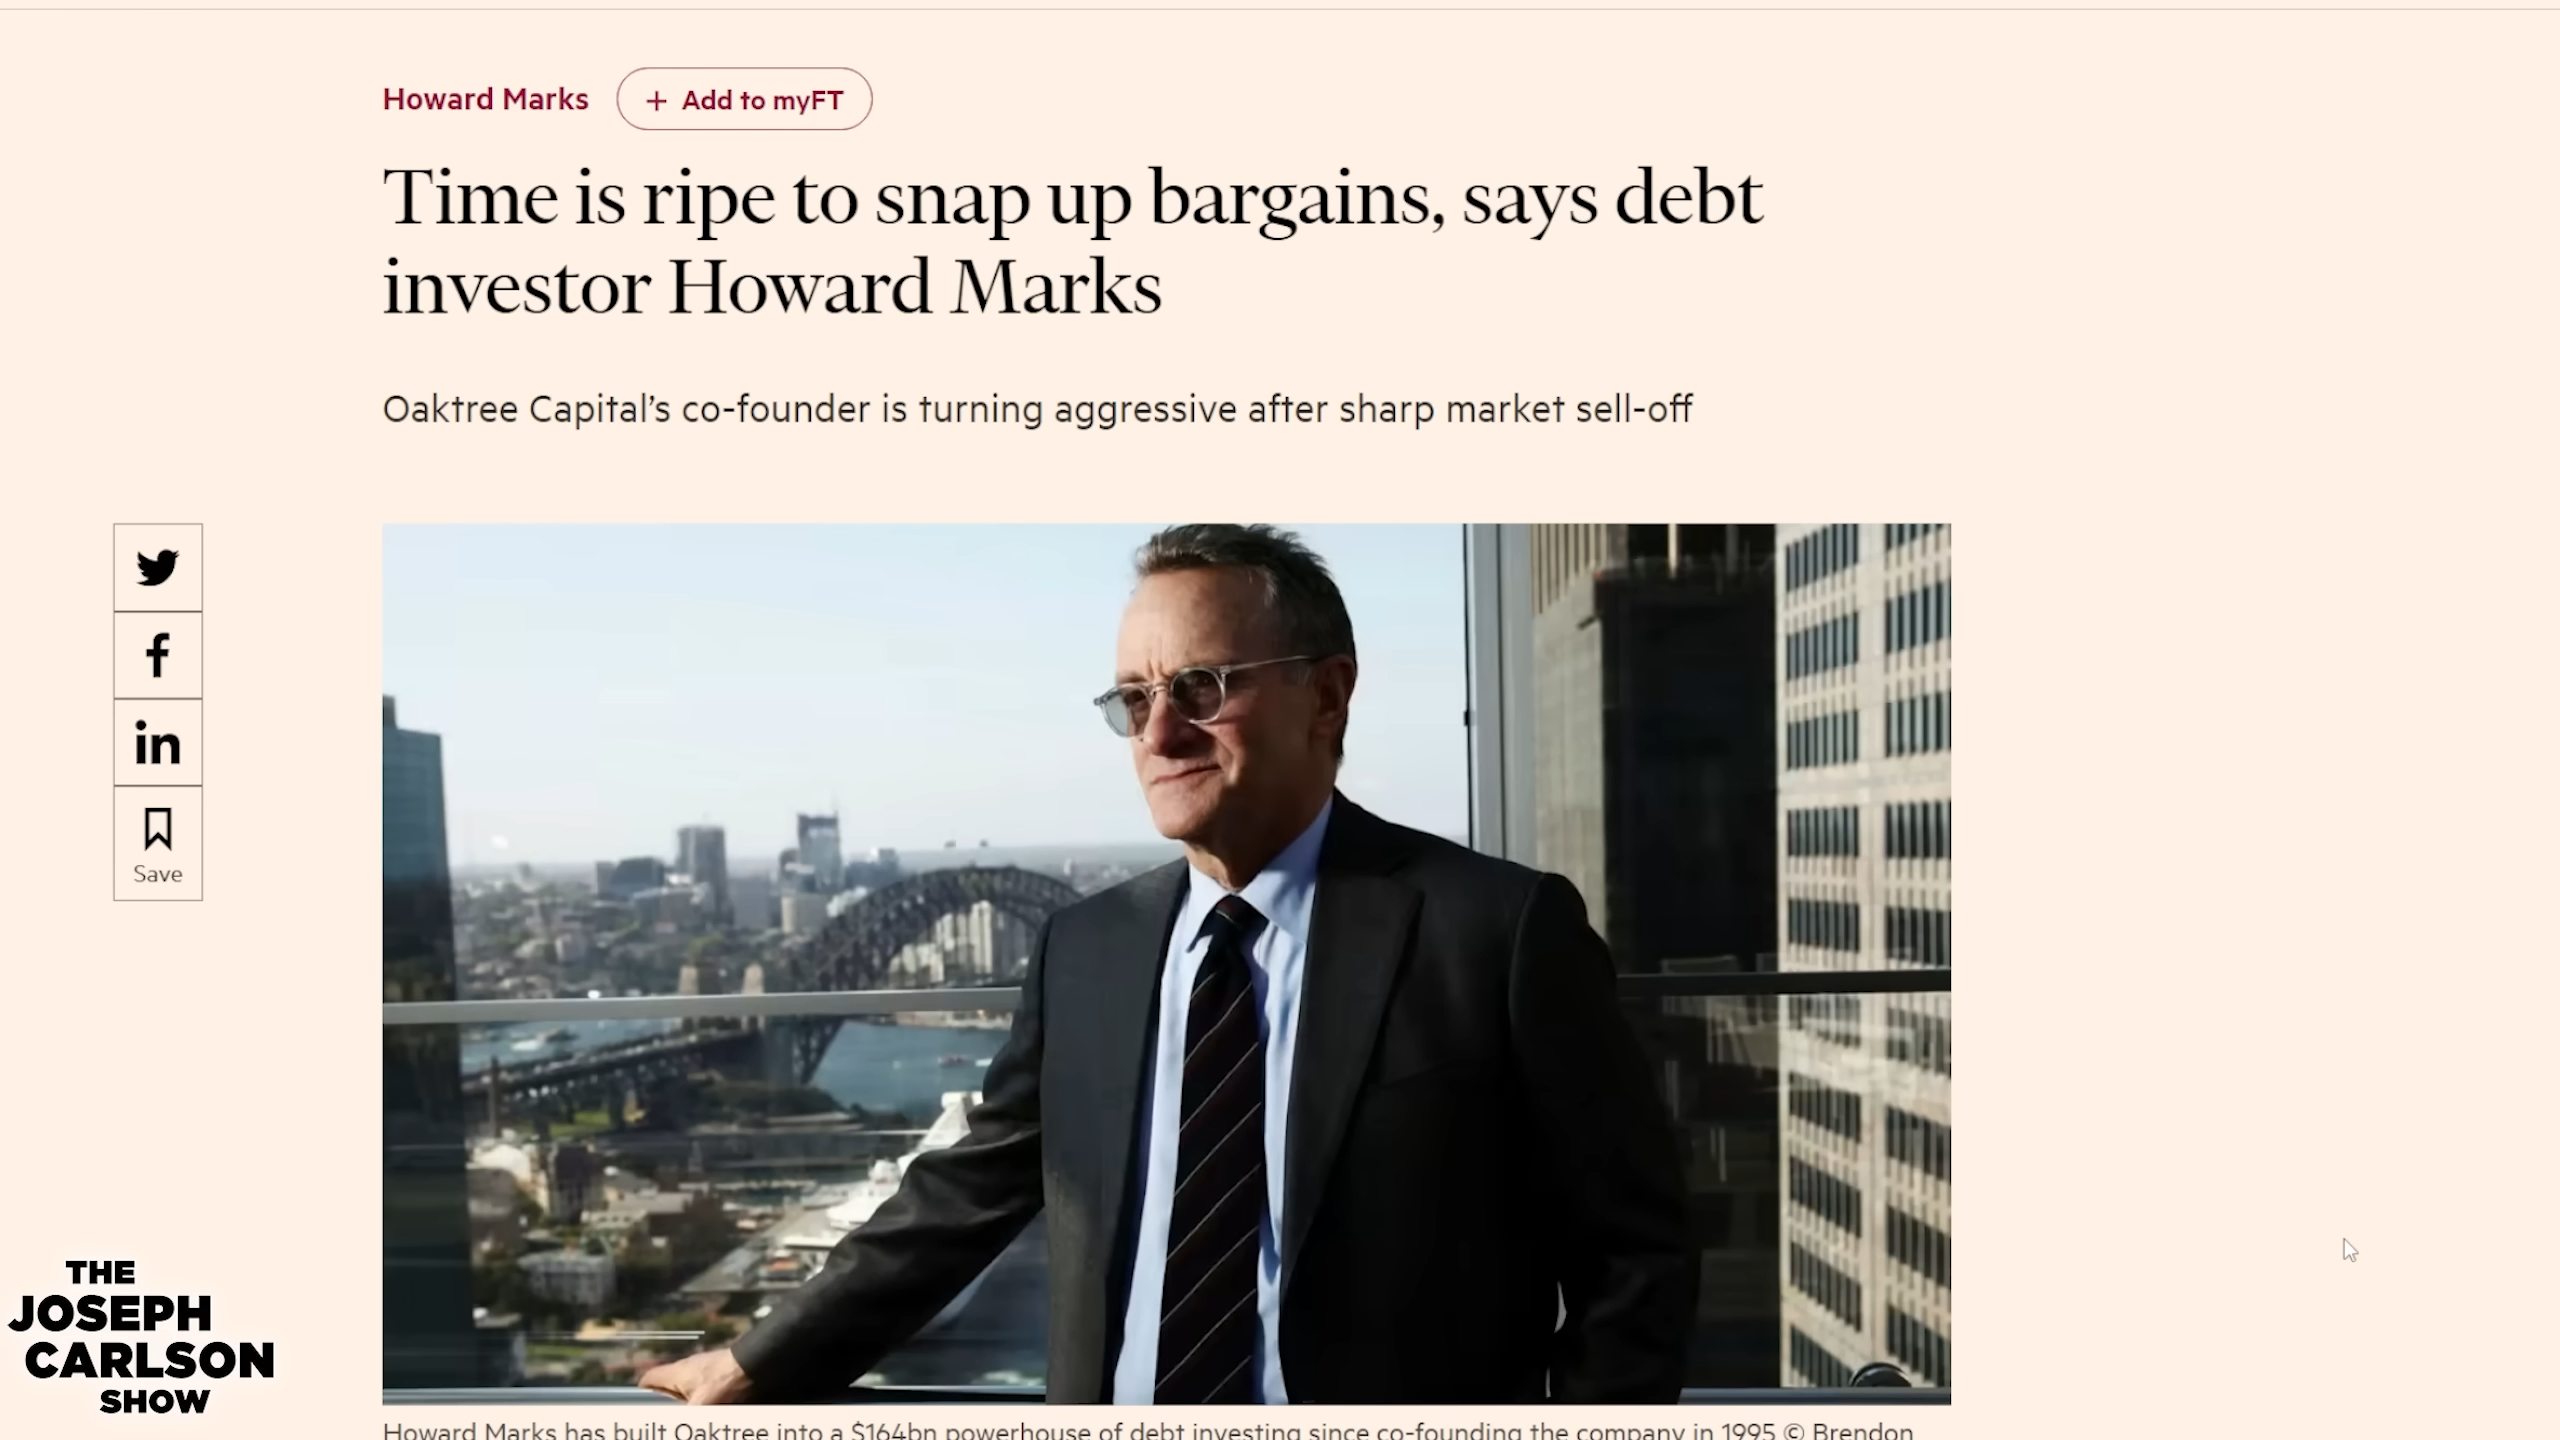 Howard Marks
+ Add to myFT
Time is ripe to snap up bargains, says debt
investor Howard Marks
Oaktree Capital’s co-founder is turning aggressive after sharp market sell-off
Save
THE
JOSEPH
CARLSON
SHOW
Howard Marks has built Oaktree into a $164bn powerhouse of debt investing since co-founding the company in 1995 © Brendon